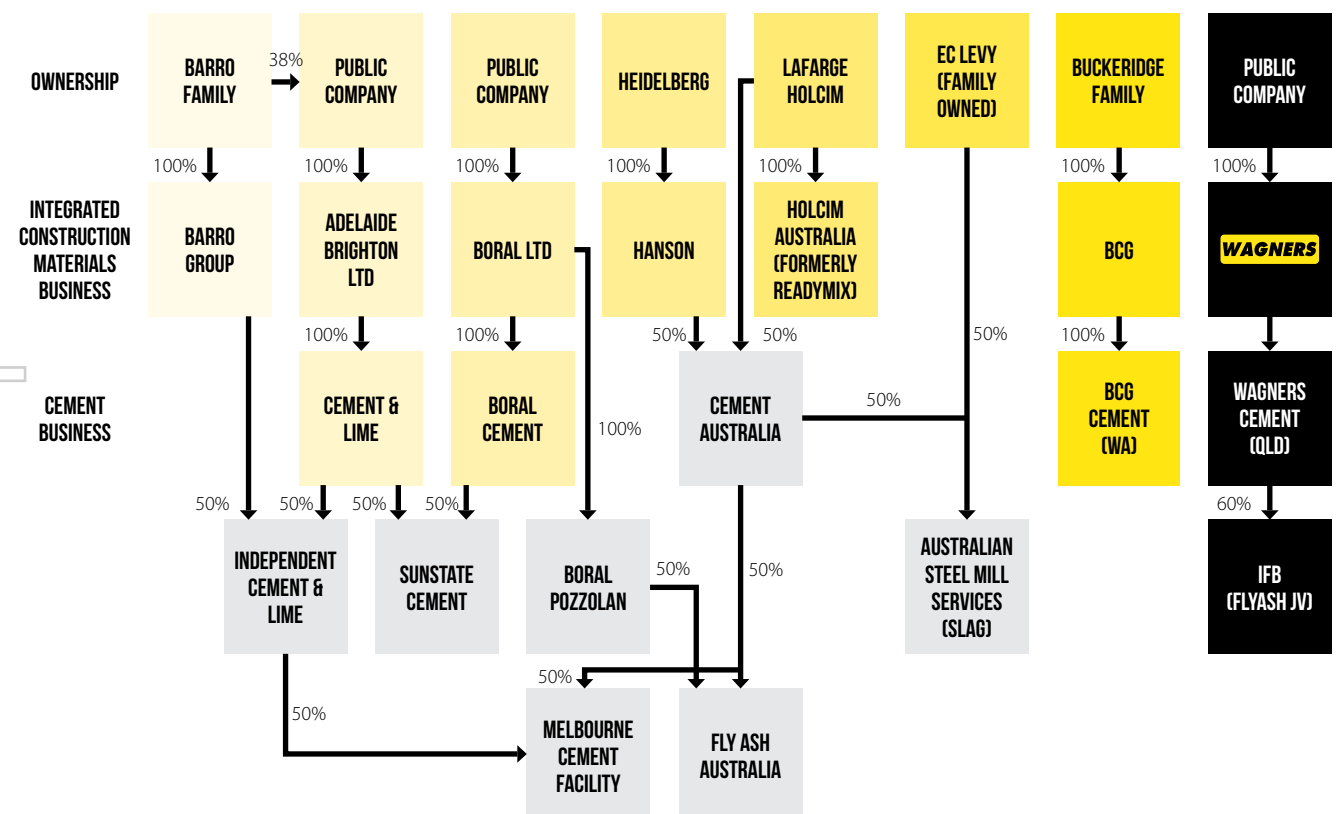 OWNERSHIP
BARRO
FAMILY
38%
PUBLIC
COMPANY
PUBLIC
COMPANY
HEIDELBERG
LAFARGE
HOLCIM
EC LEVY
(FAMILY
OWNED)
BUCKERIDGE
FAMILY
PUBLIC
COMPANY
100%
100%
100%
100%
100%
100%
100%
INTEGRATED
CONSTRUCTION
MATERIALS
BUSINESS
BARRO
GROUP
ADELAIDE
BRIGHTON
LTD
BORAL LTD
HANSON
HOLCIM
AUSTRALIA
(FORMERLY
READYMIX)
BCG
WAGNERS
100%
100%
50%
50%
50%
100%
CEMENT
BUSINESS
CEMENT &
LIME
BORAL
CEMENT
100%
CEMENT
AUSTRALIA
50%
BCG
CEMENT
(WA)
WAGNERS
CEMENT
(QLD)
50%
50%
50%
50%
60%
INDEPENDENT
CEMENT &
LIME
SUNSTATE
CEMENT
BORAL
POZZOLAN
50%
50%
AUSTRALIAN
STEEL MILL
SERVICES
(SLAG)
IFB
(FLYASH JV)
50%
50%
MELBOURNE
CEMENT
FACILITY
FLY ASH
AUSTRALIA